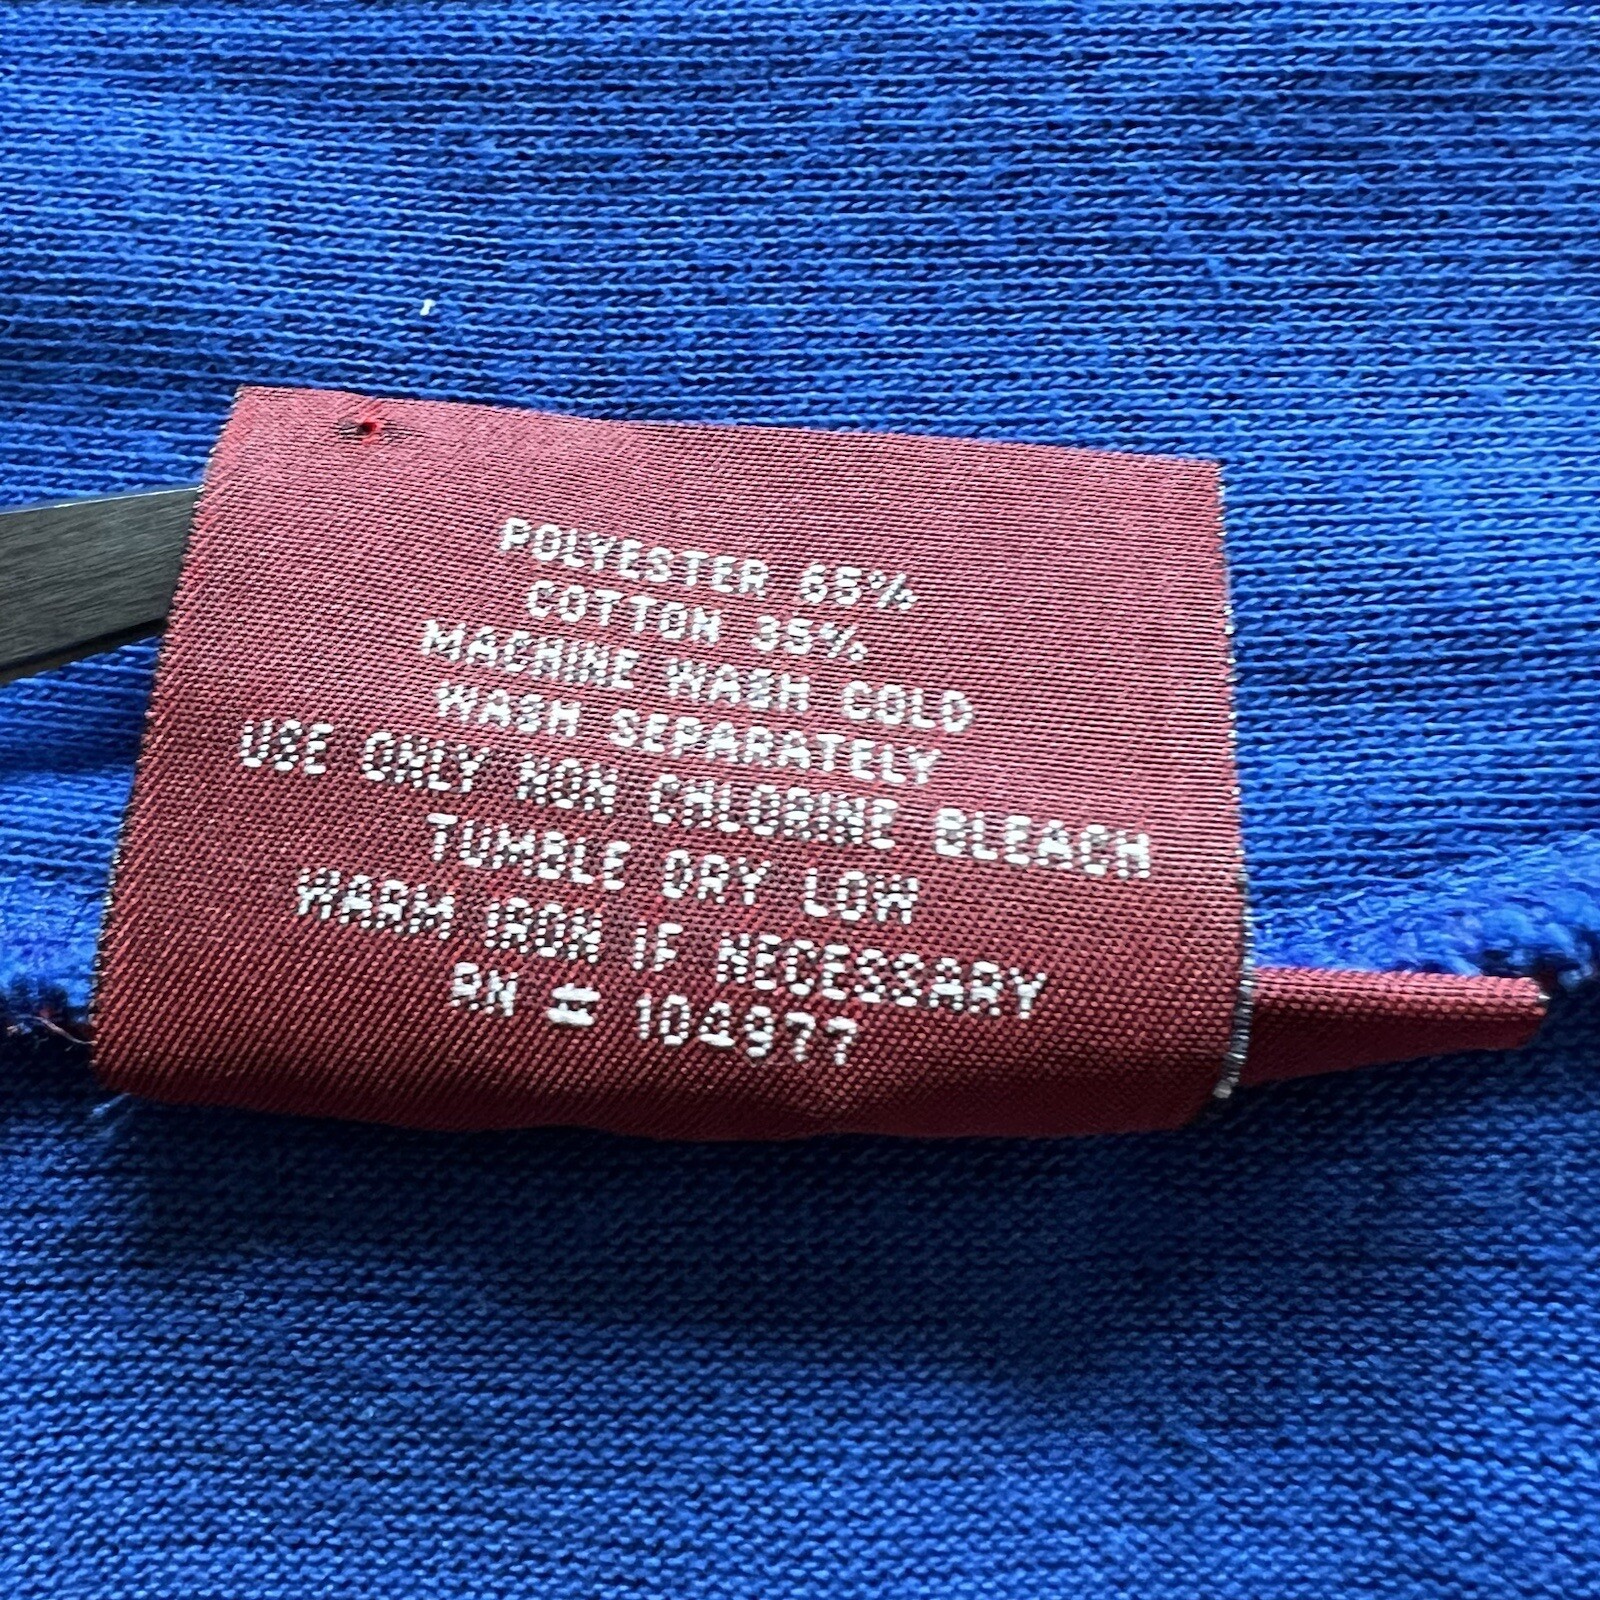 POLYESTER 65%
COTTON 35%
MACHINE WASH COLD
WASH SEPARATELY
USE ONLY NON CHLORINE BLEACH
TUMBLE DRY LOW
WARM IRON IF NECESSARY
RN # 104977